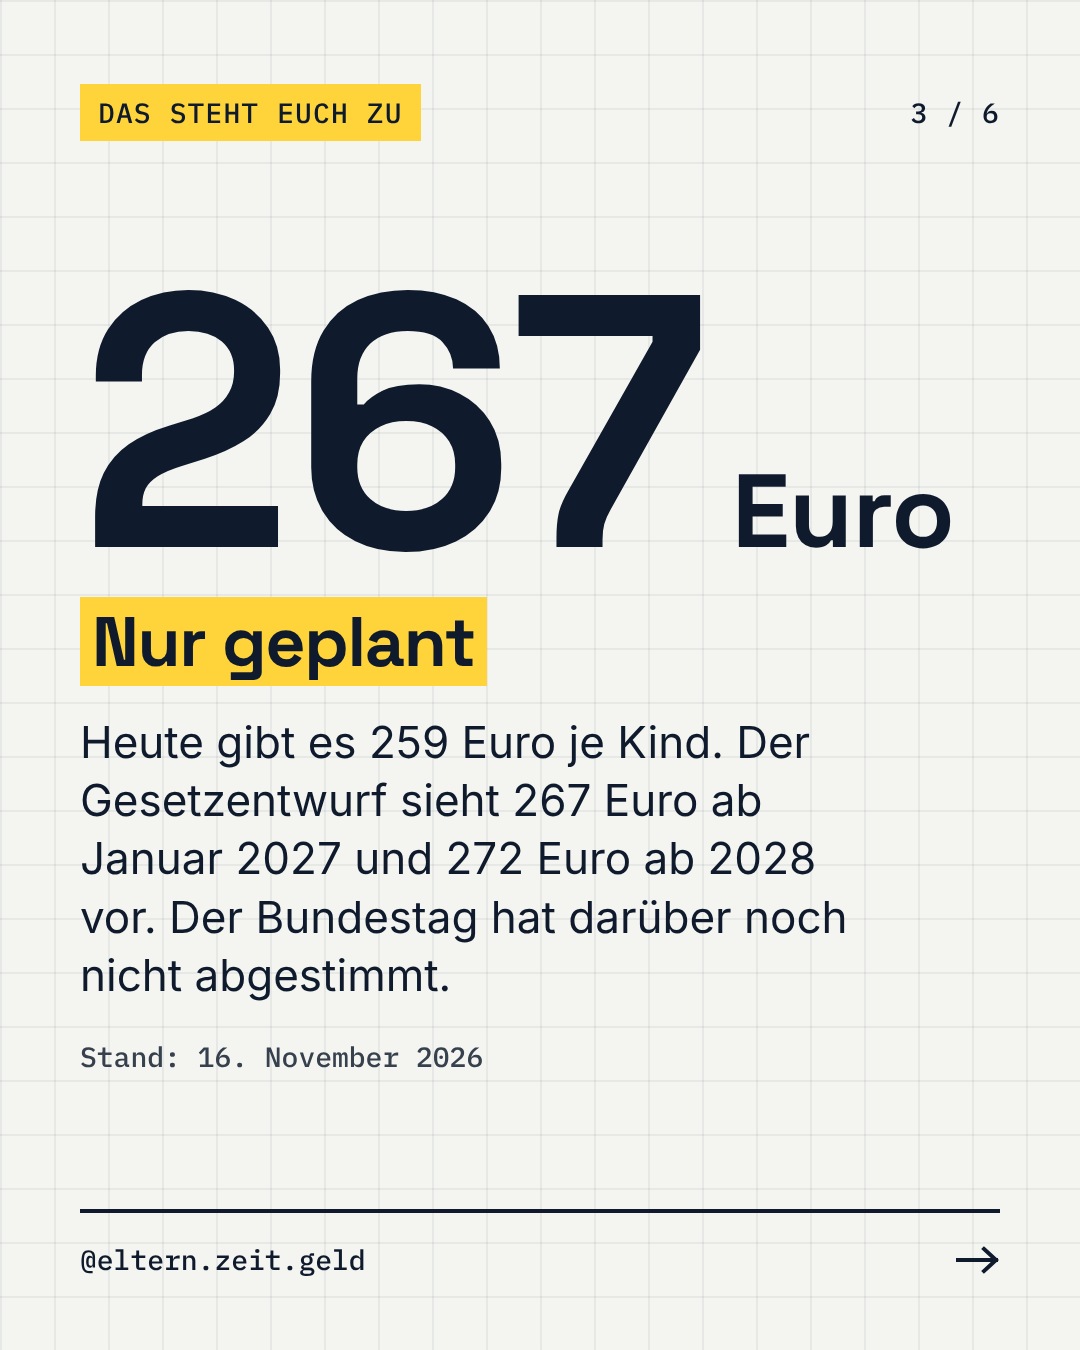 DAS STEHT EUCH ZU
3 / 6
267 Euro
Nur geplant
Heute gibt es 259 Euro je Kind. Der
Gesetzentwurf sieht 267 Euro ab
Januar 2027 und 272 Euro ab 2028
vor. Der Bundestag hat darüber noch
nicht abgestimmt.
Stand: 16. November 2026
@eltern.zeit.geld